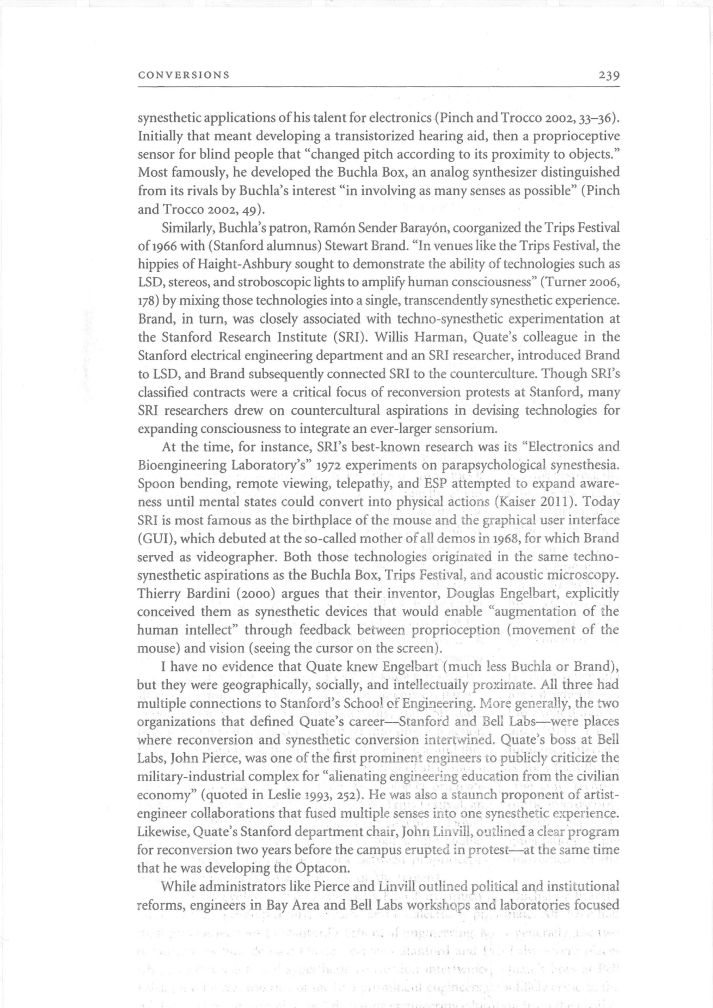 CONVERSIONS 239
synesthetic applications of his talent for electronics (Pinch and Trocco 2002, 33–36).
Initially that meant developing a transistorized hearing aid, then a proprioceptive
sensor for blind people that “changed pitch according to its proximity to objects.”
Most famously, he developed the Buchla Box, an analog synthesizer distinguished
from its rivals by Buchla’s interest “in involving as many senses as possible” (Pinch
and Trocco 2002, 49).
Similarly, Buchla’s patron, Ramón Sender Barayón, coorganized the Trips Festival
of 1966 with (Stanford alumnus) Stewart Brand. “In venues like the Trips Festival, the
hippies of Haight-Ashbury sought to demonstrate the ability of technologies such as
LSD, stereos, and stroboscopic lights to amplify human consciousness” (Turner 2006,
178) by mixing those technologies into a single, transcendently synesthetic experience.
Brand, in turn, was closely associated with techno-synesthetic experimentation at
the Stanford Research Institute (SRI). Willis Harman, Quate’s colleague in the
Stanford electrical engineering department and an SRI researcher, introduced Brand
to LSD, and Brand subsequently connected SRI to the counterculture. Though SRI’s
classified contracts were a critical focus of reconversion protests at Stanford, many
SRI researchers drew on countercultural aspirations in devising technologies for
expanding consciousness to integrate an ever-larger sensorium.
At the time, for instance, SRI’s best-known research was its “Electronics and
Bioengineering Laboratory’s” 1972 experiments on parapsychological synesthesia.
Spoon bending, remote viewing, telepathy, and ESP attempted to expand aware-
ness until mental states could convert into physical actions (Kaiser 2011). Today
SRI is most famous as the birthplace of the mouse and the graphical user interface
(GUI), which debuted at the so-called mother of all demos in 1968, for which Brand
served as videographer. Both those technologies originated in the same techno-
synesthetic aspirations as the Buchla Box, Trips Festival, and acoustic microscopy.
Thierry Bardini (2000) argues that their inventor, Douglas Engelbart, explicitly
conceived them as synesthetic devices that would enable “augmentation of the
human intellect” through feedback between proprioception (movement of the
mouse) and vision (seeing the cursor on the screen).
I have no evidence that Quate knew Engelbart (much less Buchla or Brand),
but they were geographically, socially, and intellectually proximate. All three had
multiple connections to Stanford’s School of Engineering. More generally, the two
organizations that defined Quate’s career—Stanford and Bell Labs—were places
where reconversion and synesthetic conversion intertwined. Quate’s boss at Bell
Labs, John Pierce, was one of the first prominent engineers to publicly criticize the
military-industrial complex for “alienating engineering education from the civilian
economy” (quoted in Leslie 1993, 252). He was also a staunch proponent of artist-
engineer collaborations that fused multiple senses into one synesthetic experience.
Likewise, Quate’s Stanford department chair, John Linvill, outlined a clear program
for reconversion two years before the campus erupted in protest—at the same time
that he was developing the Optacon.
While administrators like Pierce and Linvill outlined political and institutional
reforms, engineers in Bay Area and Bell Labs workshops and laboratories focused